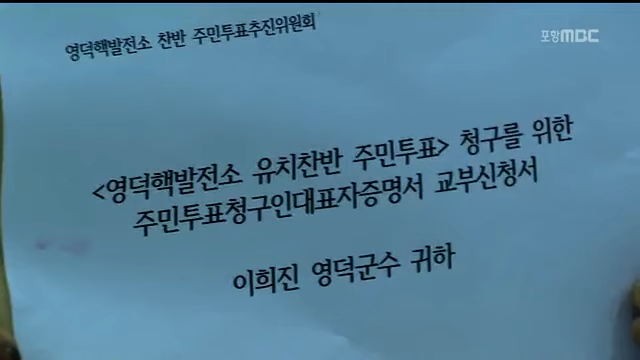 영덕핵발전소 찬반 주민투표추진위원회
포항MBC
<영덕핵발전소 유치찬반 주민투표> 청구를 위한
주민투표청구인대표자증명서 교부신청서
이희진 영덕군수 귀하